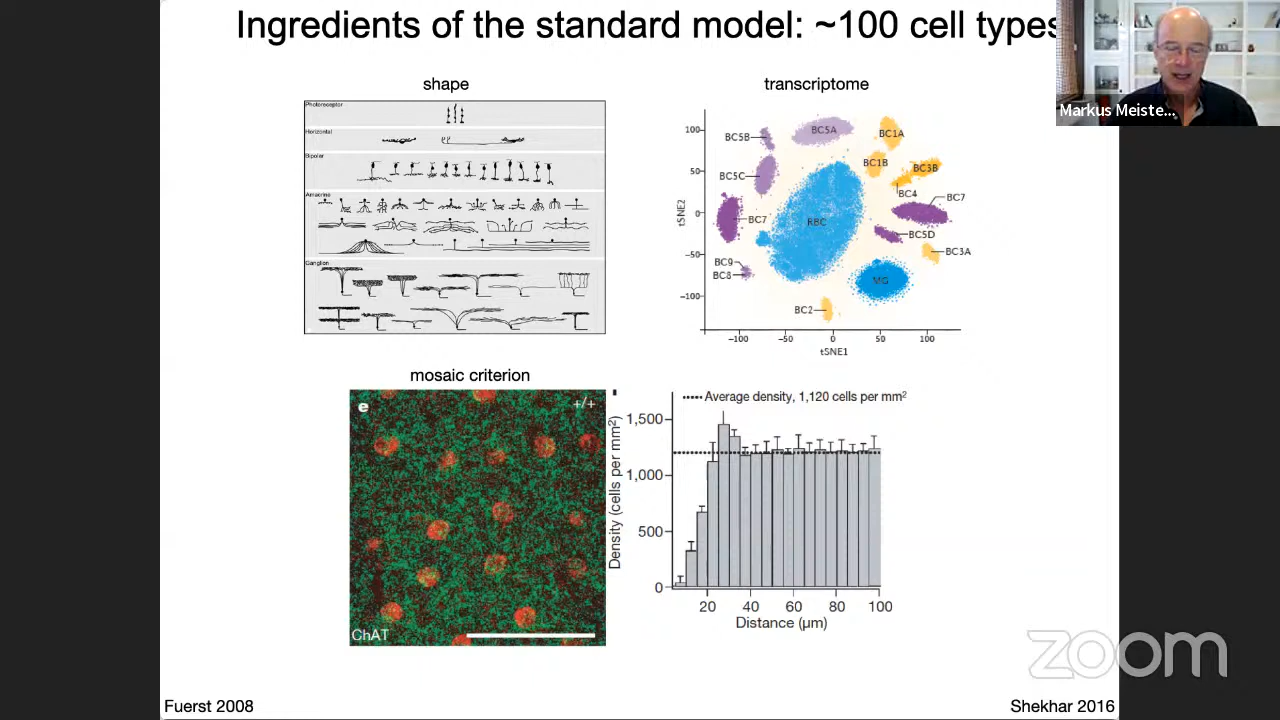 Ingredients of the standard model: ~100 cell types
Markus Meiste...
shape
transcriptome
Photoreceptor
Horizontal
Bipolar
Amacrine
Ganglion
tSNE2
100
50
0
−50
−100
BC5B
BC5A
BC1A
BC1B
BC3B
BC5C
BC4
BC7
RBC
BC7
BC5D
BC3A
BC9
BC8
MG
BC2
−100
−50
0
50
100
tSNE1
mosaic criterion
e
+/+
ChAT
Average density, 1,120 cells per mm²
Density (cells per mm²)
1,500
1,000
500
0
20
40
60
80
100
Distance (μm)
zoom
Fuerst 2008
Shekhar 2016